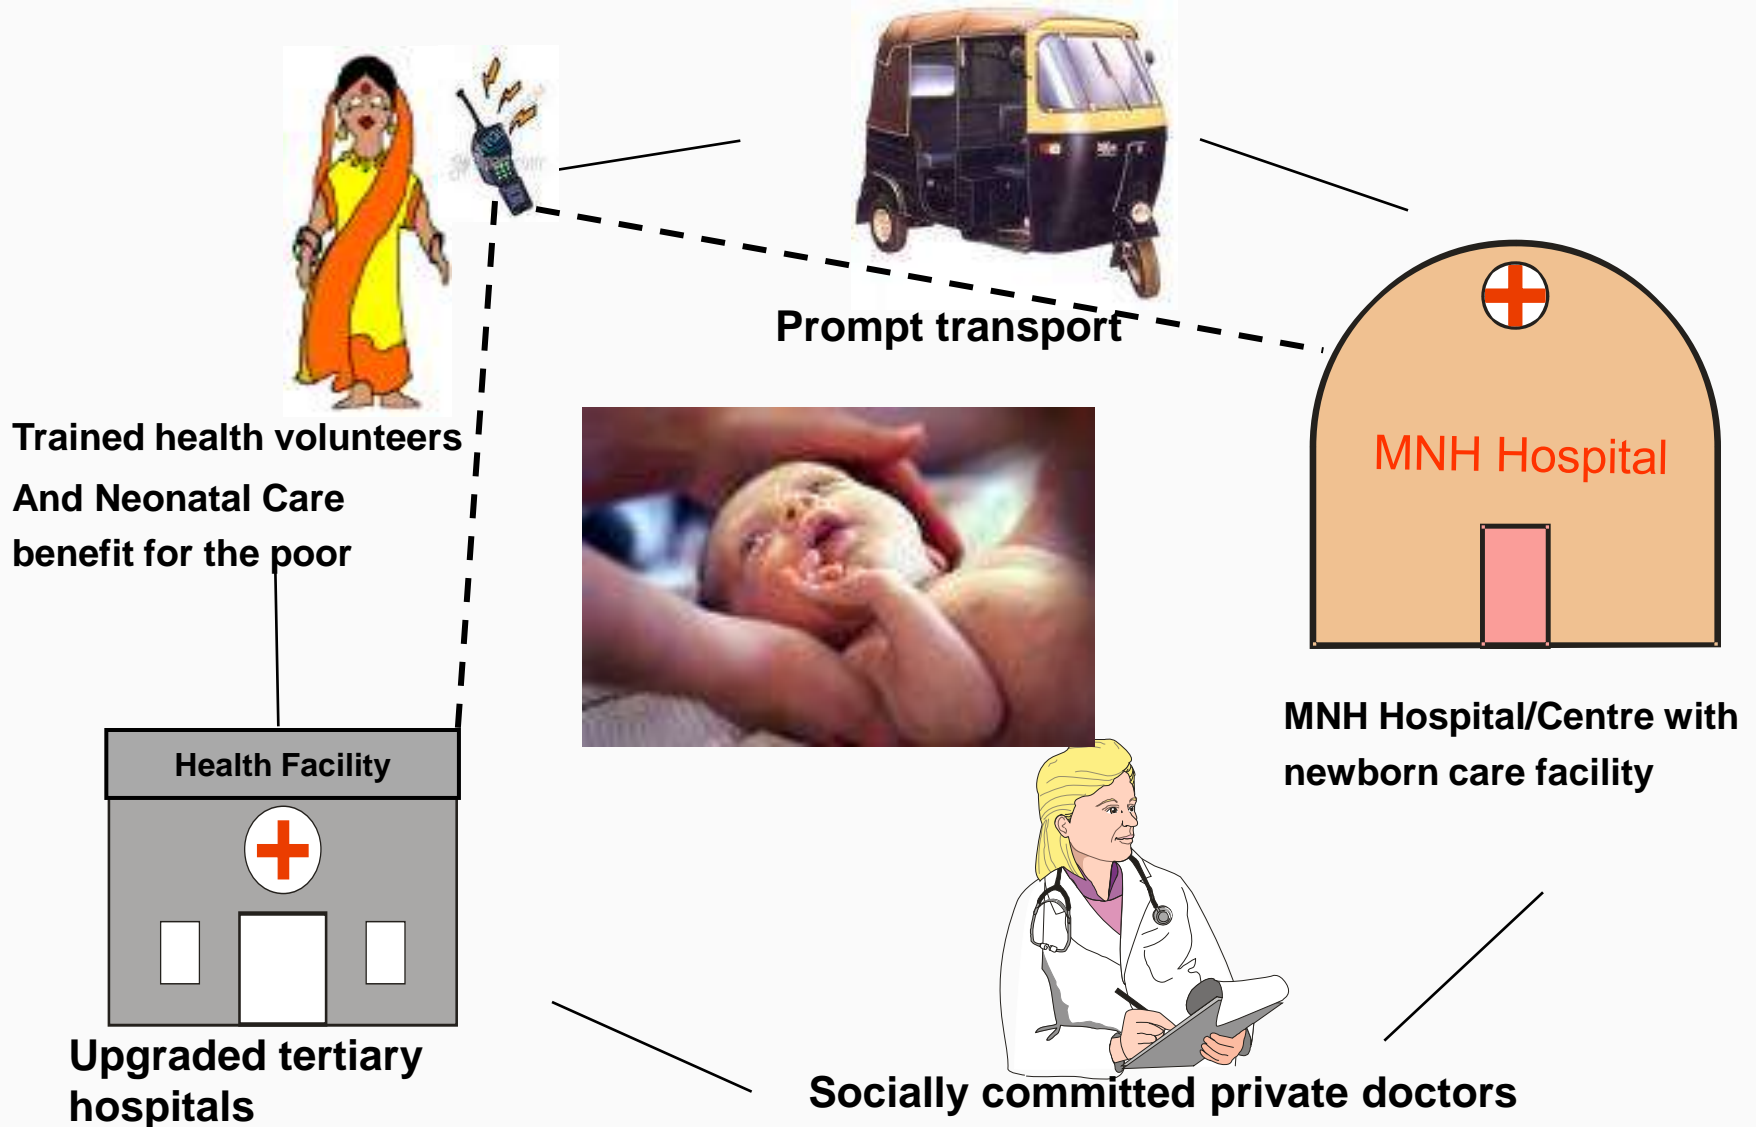 Prompt transport
Trained health volunteers
And Neonatal Care
benefit for the poor
MNH Hospital
MNH Hospital/Centre with
newborn care facility
Health Facility
Upgraded tertiary
hospitals
Socially committed private doctors